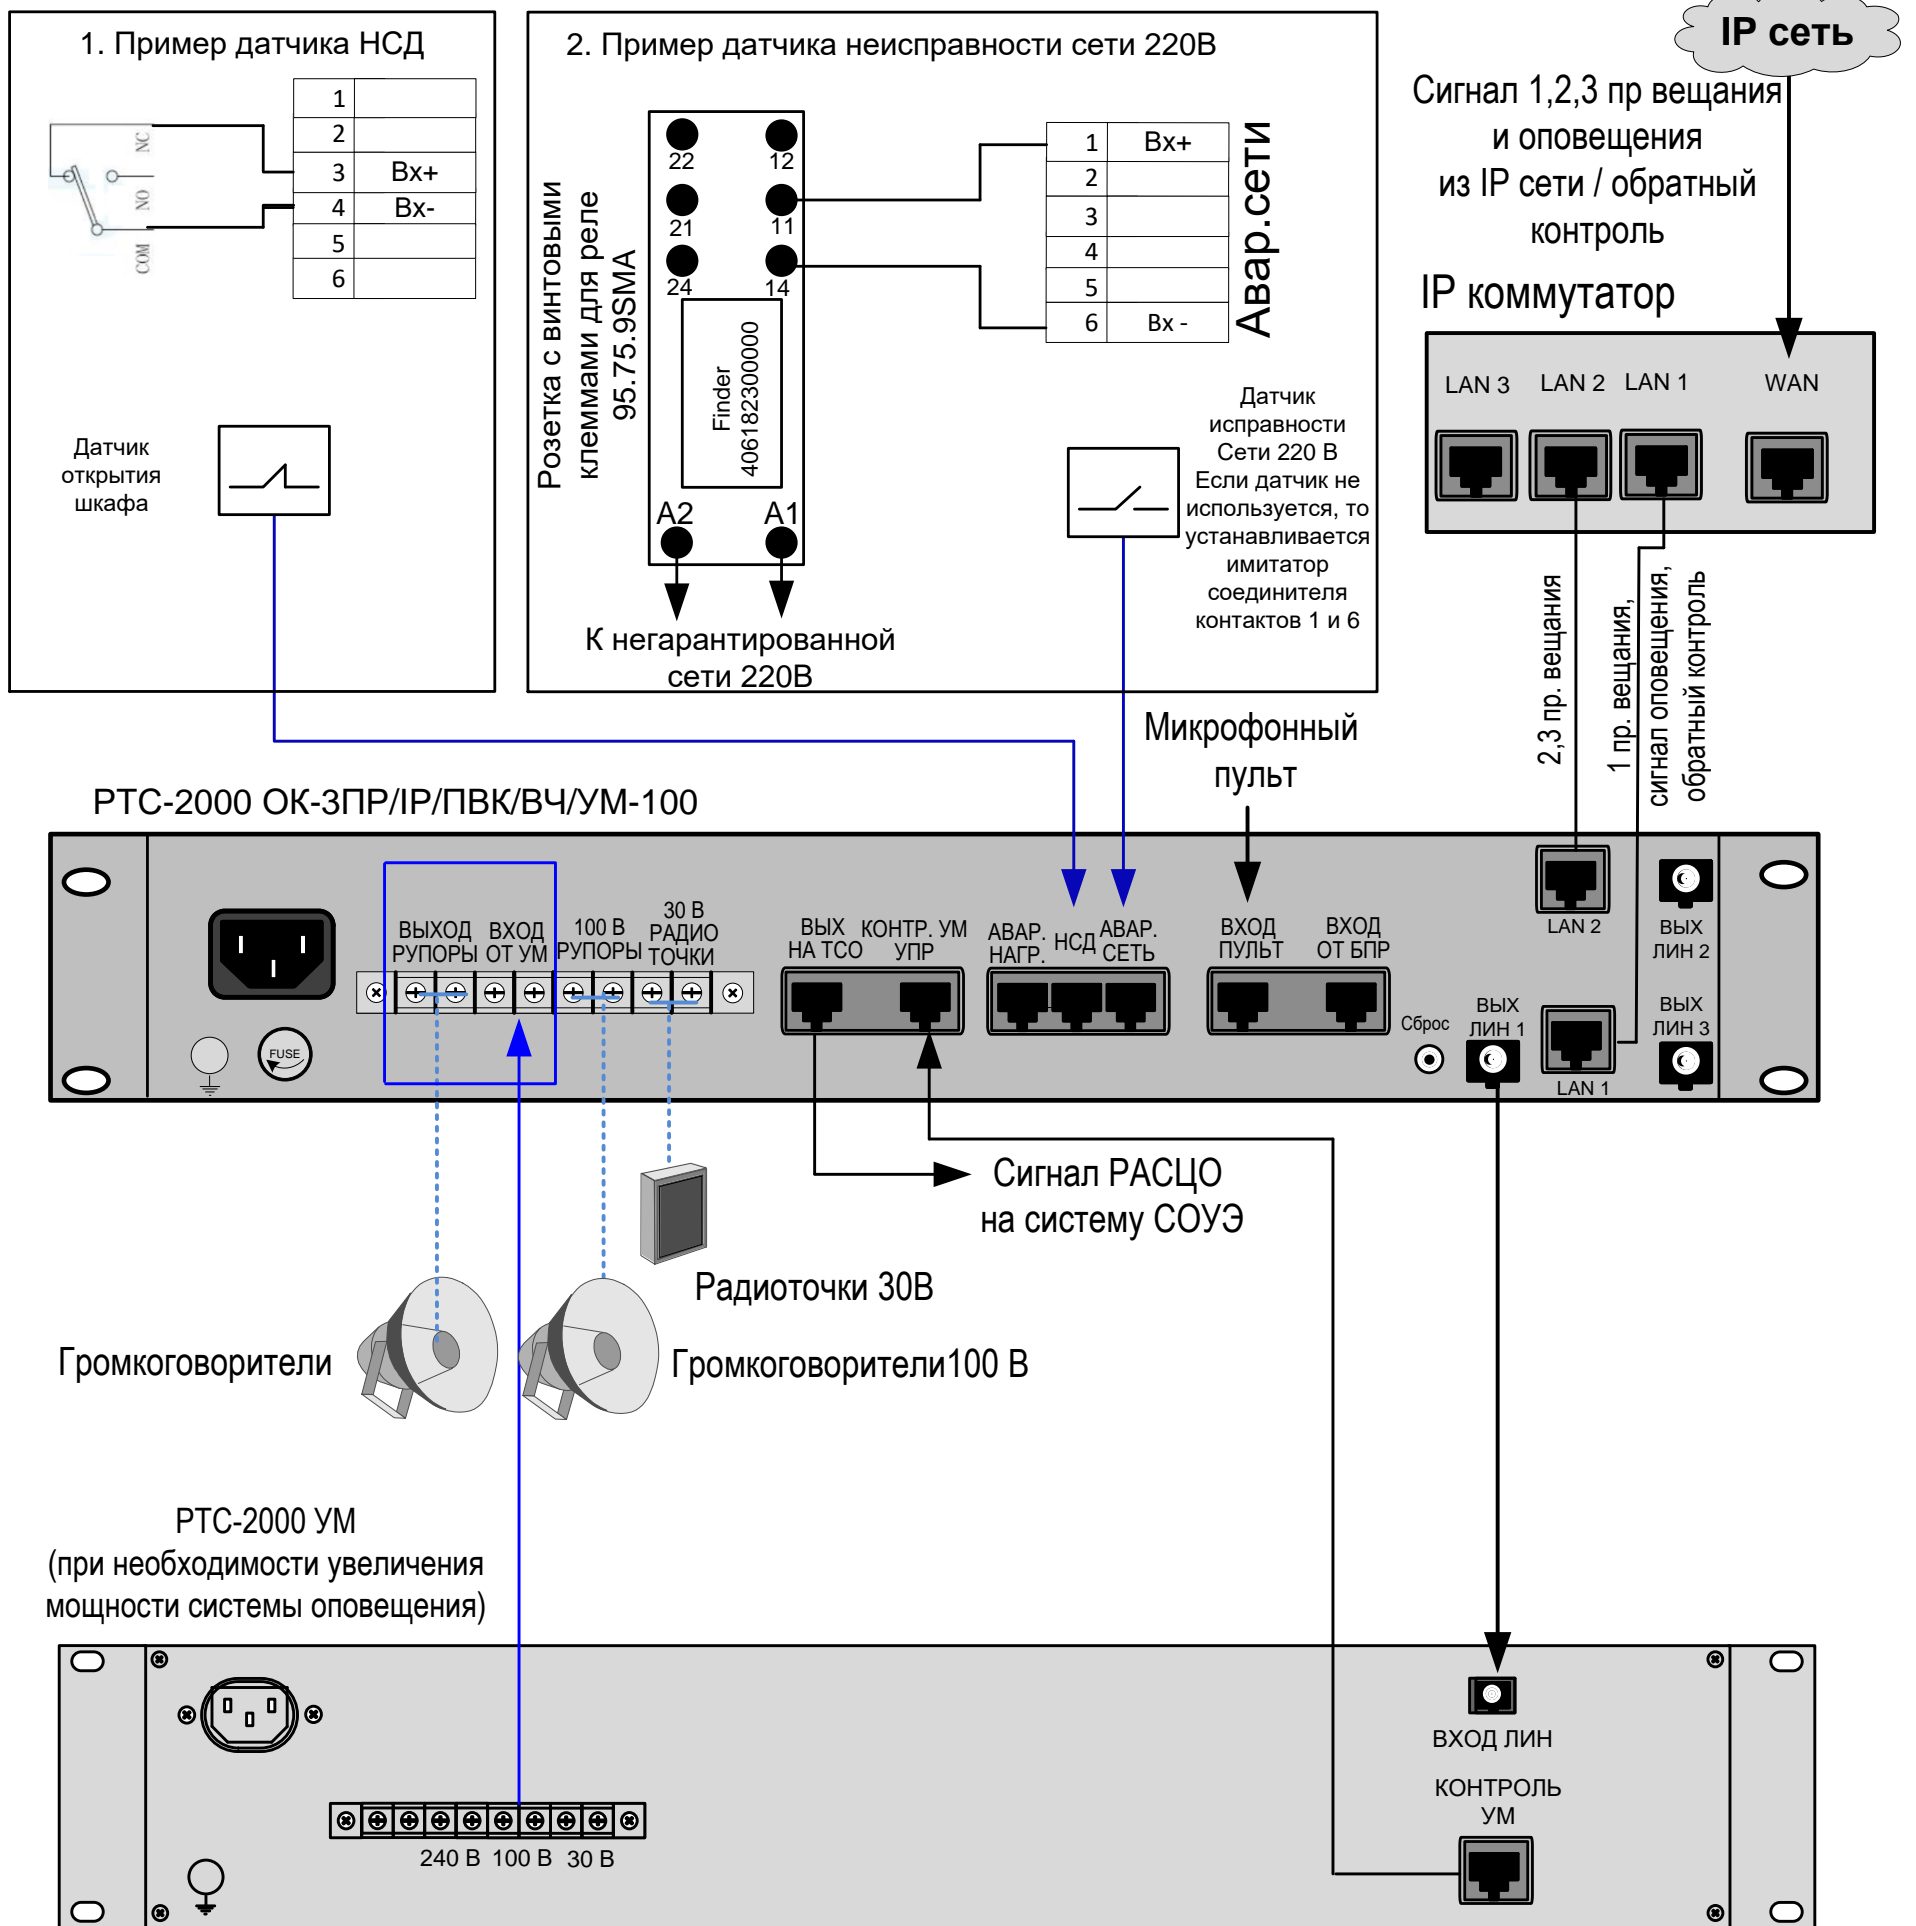 1. Пример датчика НСД
1
2
3 Вх+
4 Вх-
5
6
NC
NO
COM
Датчик
открытия
шкафа
2. Пример датчика неисправности сети 220В
Розетка с винтовыми
клеммами для реле
95.75.9SMA
22 12
21 11
24 14
Finder
406182300000
A2 A1
К негарантированной
сети 220В
1 Вх+
2
3
4
5
6 Вх -
Авар.сети
Датчик
исправности
Сети 220 В
Если датчик не
используется, то
устанавливается
имитатор
соединителя
контактов 1 и 6
IP сеть
Сигнал 1,2,3 пр вещания
и оповещения
из IP сети / обратный
контроль
IP коммутатор
LAN 3 LAN 2 LAN 1 WAN
2,3 пр. вещания
1 пр. вещания,
сигнал оповещения,
обратный контроль
Микрофонный
пульт
РТС-2000 ОК-3ПР/IP/ПВК/ВЧ/УМ-100
ВЫХОД
РУПОРЫ
ВХОД
ОТ УМ
100 В
РУПОРЫ
30 В
РАДИО
ТОЧКИ
ВЫХ
НА ТСО
КОНТР. УМ
УПР
АВАР.
НАГР.
НСД
АВАР.
СЕТЬ
ВХОД
ПУЛЬТ
ВХОД
ОТ БПР
LAN 2
ВЫХ
ЛИН 2
FUSE
Сброс
ВЫХ
ЛИН 1
LAN 1
ВЫХ
ЛИН 3
Сигнал РАСЦО
на систему СОУЭ
Радиоточки 30В
Громкоговорители
Громкоговорители100 В
РТС-2000 УМ
(при необходимости увеличения
мощности системы оповещения)
ВХОД ЛИН
КОНТРОЛЬ
УМ
240 В 100 В 30 В